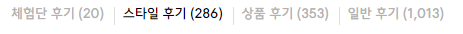 체험단 후기 (20) 스타일 후기 (286) 상품 후기 (353) 일반 후기 (1,013)